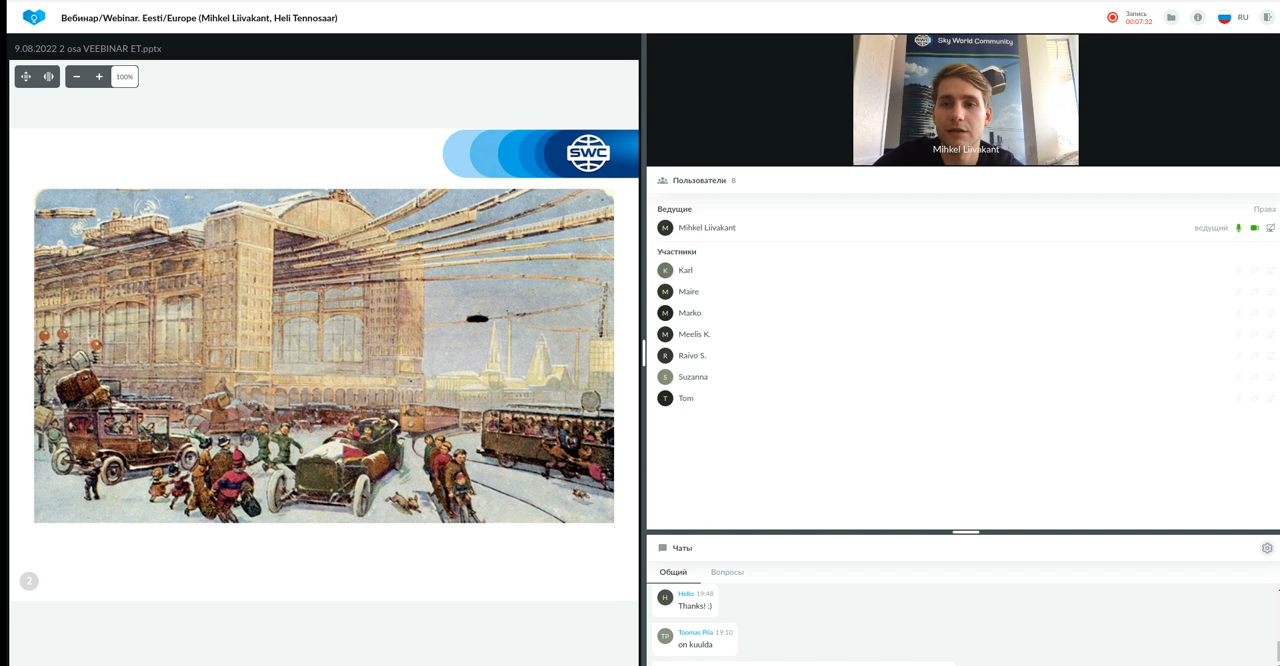 Вебинар/Webinar. Eesti/Europe (Mihkel Liivakant, Heli Tennosaar)
Запись
00:07:32
RU
9.08.2022 2 osa VEEBINAR ET.pptx
100%
SWC
2
Sky World Community
Mihkel Liivakant
Пользователи 8
Ведущие
Права
M Mihkel Liivakant
ведущий
Участники
K Karl
M Maire
M Marko
M Meelis K.
R Raivo S.
S Suzanna
T Tom
Чаты
Общий Вопросы
H Hello 19:48
Thanks! :)
TP Toomas Piia 19:10
on kuulda